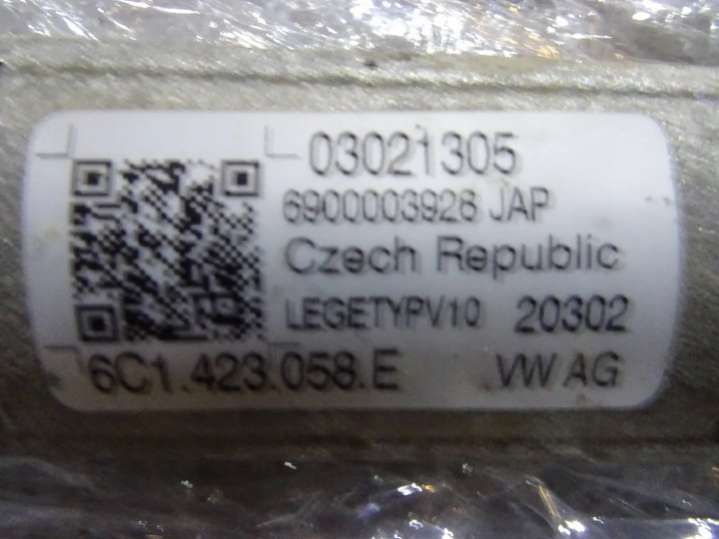 03021305
6900003926 JAP
Czech Republic
LEGETYPV10 20302
6C1.423.058.E VW AG